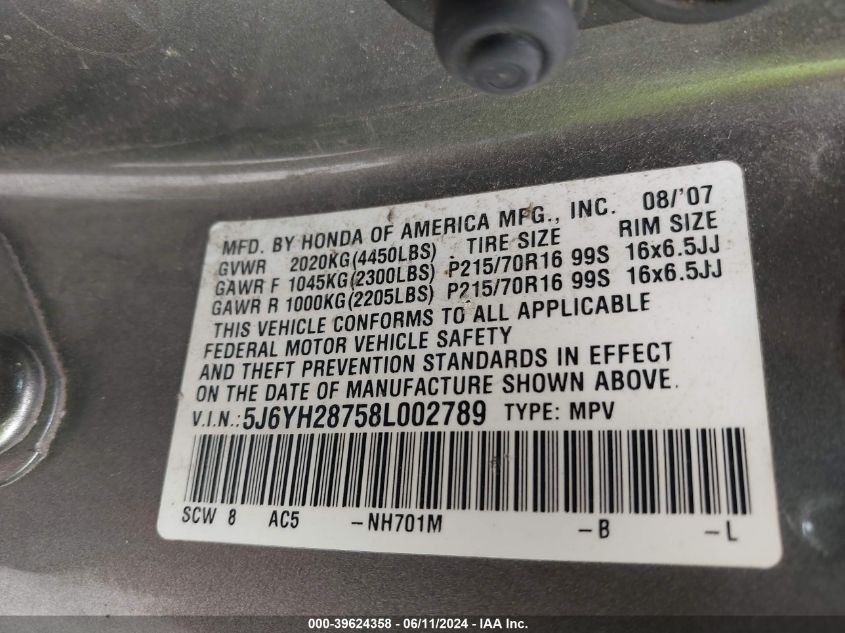 MFD. BY HONDA OF AMERICA MFG., INC. 08/'07
GVWR 2020KG(4450LBS) TIRE SIZE RIM SIZE
GAWR F 1045KG(2300LBS) P215/70R16 99S 16x6.5JJ
GAWR R 1000KG(2205LBS) P215/70R16 99S 16x6.5JJ
THIS VEHICLE CONFORMS TO ALL APPLICABLE
FEDERAL MOTOR VEHICLE SAFETY
AND THEFT PREVENTION STANDARDS IN EFFECT
ON THE DATE OF MANUFACTURE SHOWN ABOVE.
V.I.N.: 5J6YH28758L002789 TYPE: MPV
SCW 8 AC5 -NH701M -B -L
000-39624358 - 06/11/2024 - IAA Inc.